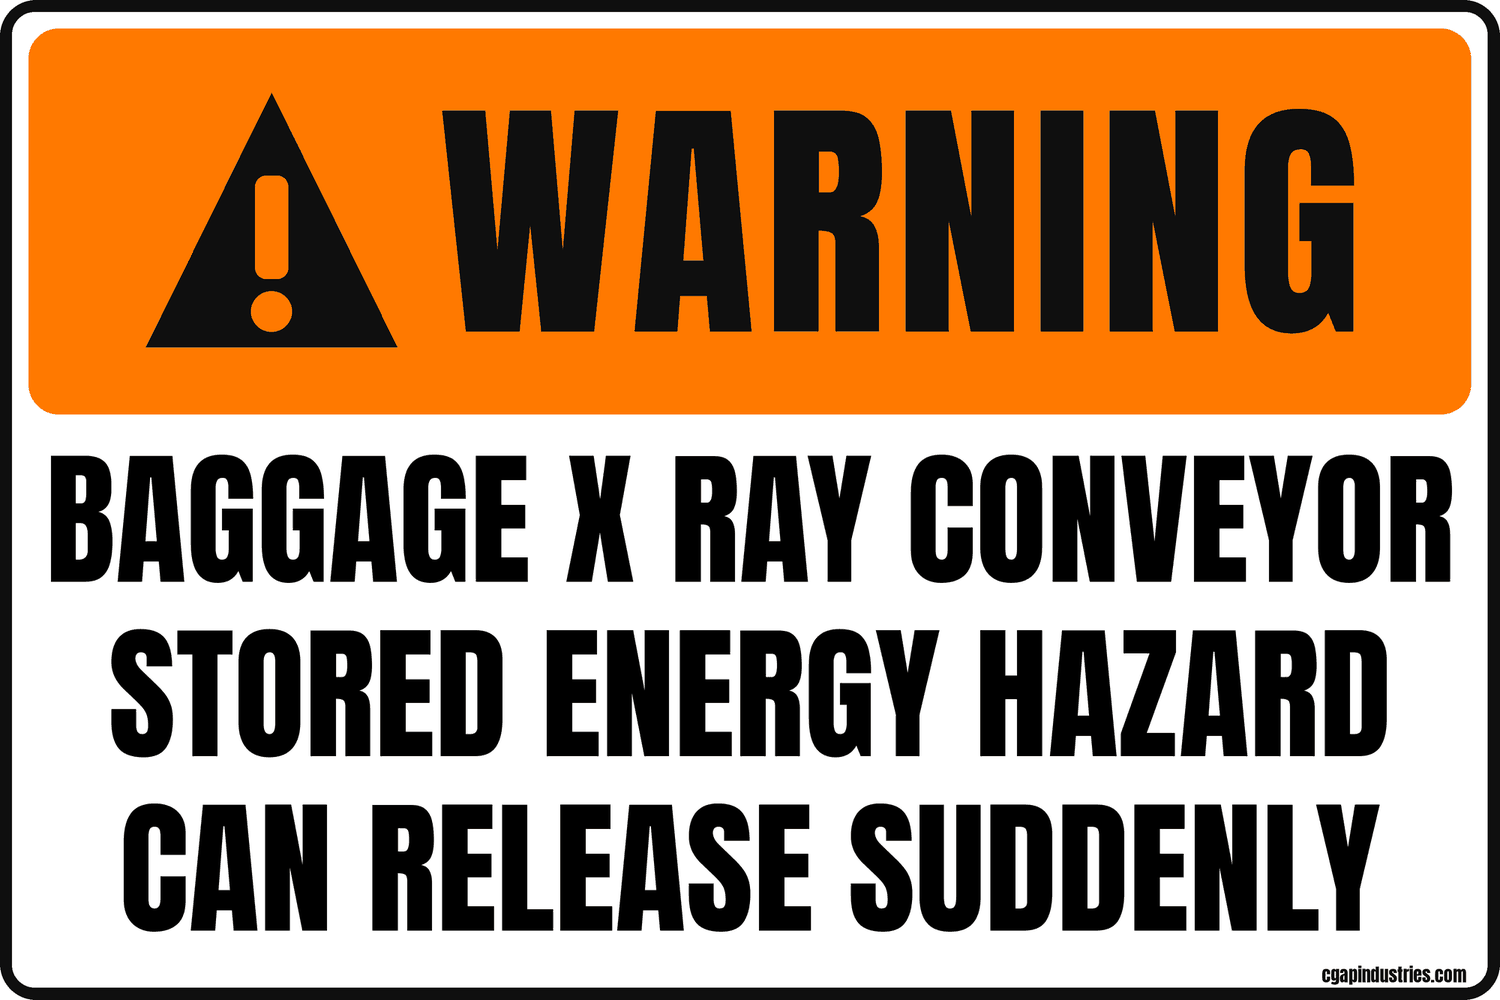 WARNING
BAGGAGE X RAY CONVEYOR
STORED ENERGY HAZARD
CAN RELEASE SUDDENLY
cgapindustries.com